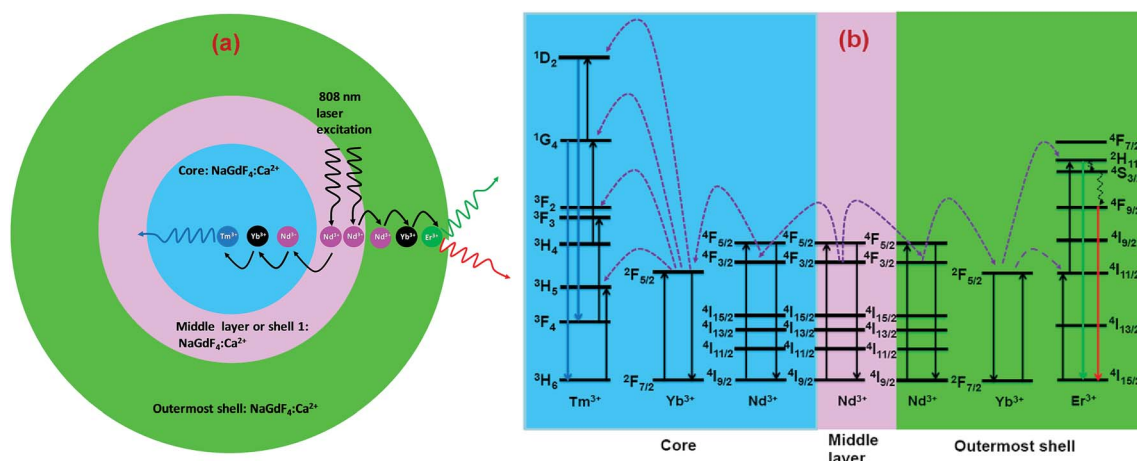 (a)
808 nm
laser
excitation
Core: NaGdF₄:Ca²⁺
Tm³⁺ Yb³⁺ Nd³⁺ Nd³⁺ Nd³⁺ Nd³⁺ Yb³⁺ Er³⁺
Middle layer or shell 1:
NaGdF₄:Ca²⁺
Outermost shell: NaGdF₄:Ca²⁺
(b)
¹D₂
¹G₄
³F₂
³F₃
³H₄
³H₅
³F₄
³H₆
Tm³⁺
²F₅/₂
²F₇/₂
Yb³⁺
⁴F₅/₂
⁴F₃/₂
⁴I₁₅/₂
⁴I₁₃/₂
⁴I₁₁/₂
⁴I₉/₂
Nd³⁺
⁴F₅/₂
⁴F₃/₂
⁴I₁₅/₂
⁴I₁₃/₂
⁴I₁₁/₂
⁴I₉/₂
Nd³⁺
⁴F₅/₂
⁴F₃/₂
⁴I₁₅/₂
⁴I₁₃/₂
⁴I₁₁/₂
⁴I₉/₂
Nd³⁺
²F₅/₂
²F₇/₂
Yb³⁺
⁴F₇/₂
²H₁₁
⁴S₃/
⁴F₉/₂
⁴I₉/₂
⁴I₁₁/₂
⁴I₁₃/₂
⁴I₁₅/₂
Er³⁺
Core
Middle
layer
Outermost shell